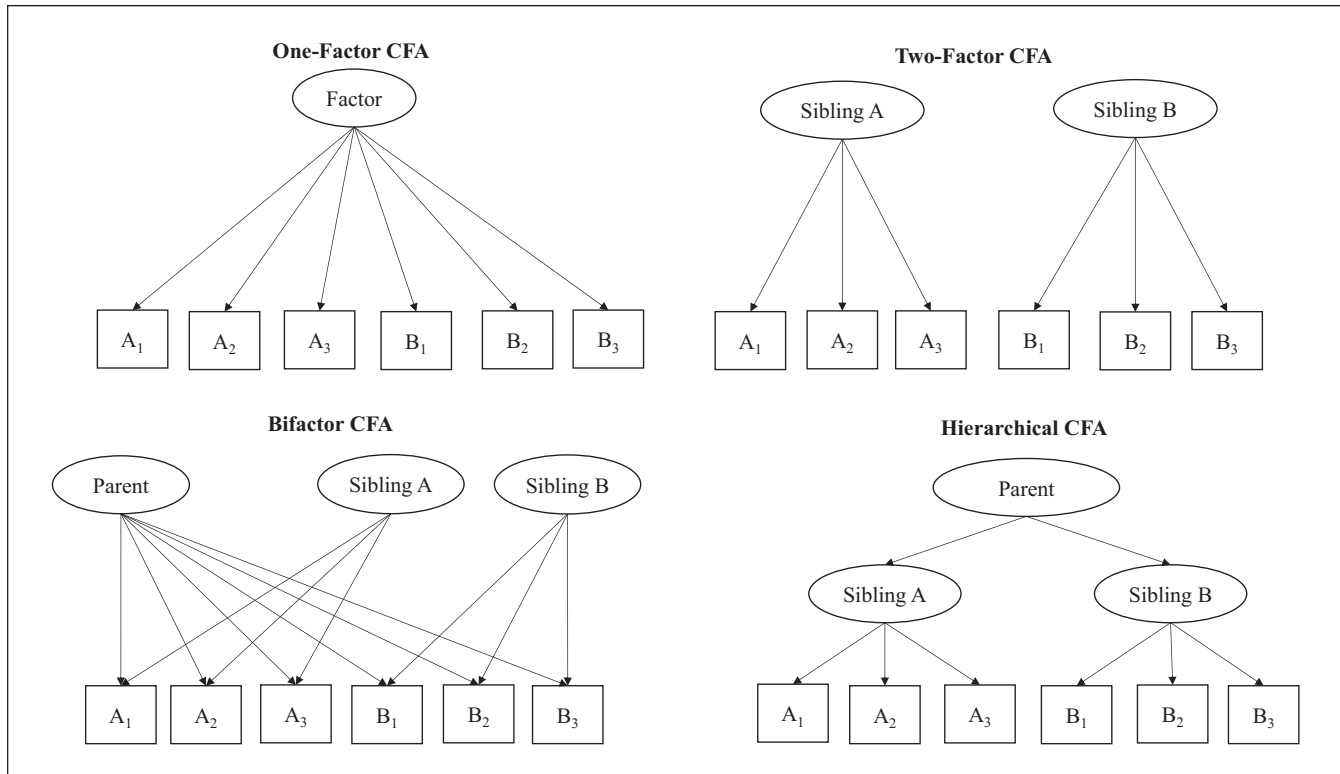 One-Factor CFA
Factor
A₁ A₂ A₃ B₁ B₂ B₃
Two-Factor CFA
Sibling A Sibling B
A₁ A₂ A₃ B₁ B₂ B₃
Bifactor CFA
Parent Sibling A Sibling B
A₁ A₂ A₃ B₁ B₂ B₃
Hierarchical CFA
Parent
Sibling A Sibling B
A₁ A₂ A₃ B₁ B₂ B₃